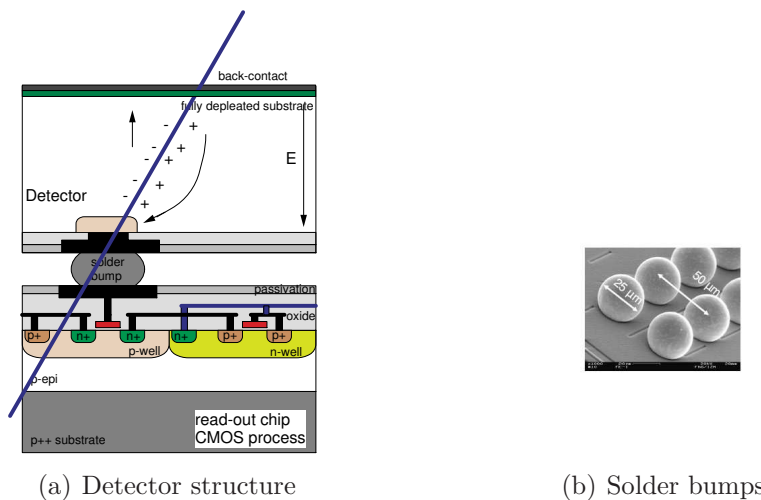 back-contact
fully depleated substrate
- +
- +
- +
- +
- +
E
Detector
solder
bump
passivation
oxide
p+ n+ n+ n+ p+ p+
p-well
n-well
p-epi
read-out chip
CMOS process
p++ substrate
25 µm
50 µm
(a) Detector structure
(b) Solder bumps